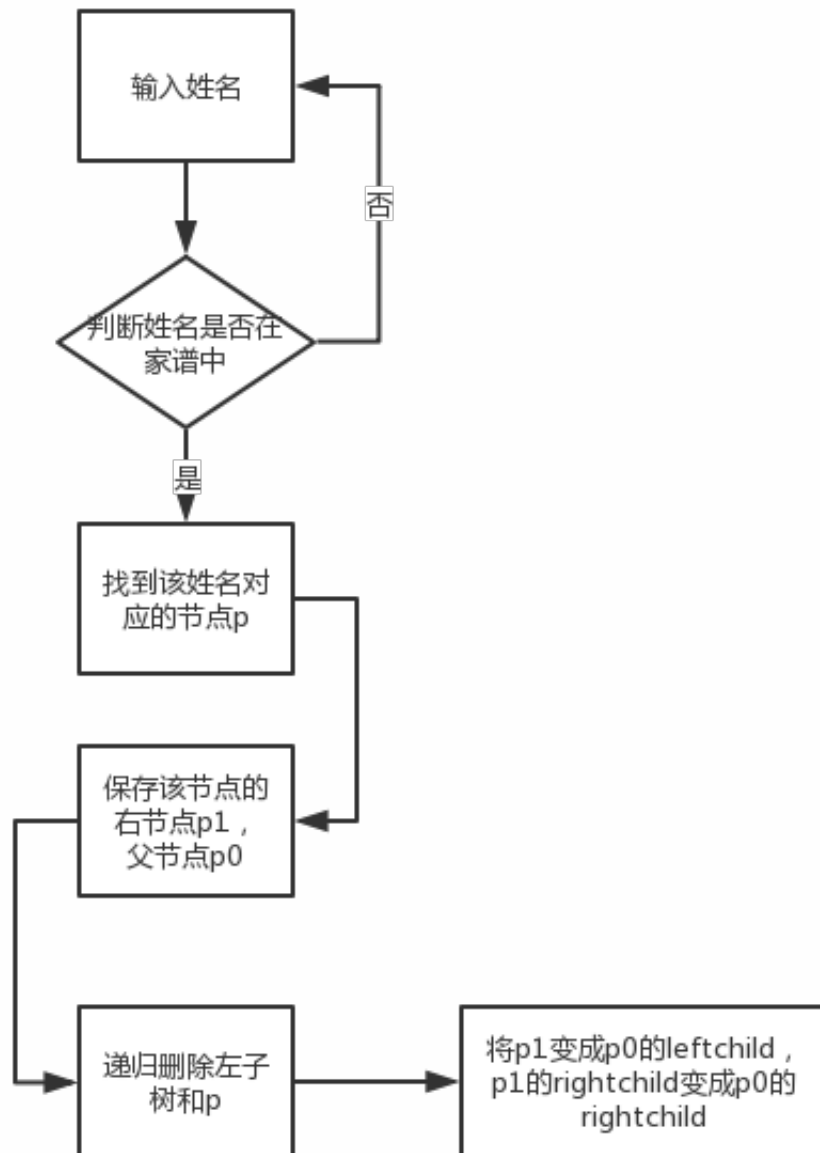 输入姓名
否
判断姓名是否在
家谱中
是
找到该姓名对
应的节点p
保存该节点的
右节点p1，
父节点p0
递归删除左子
树和p
将p1变成p0的leftchild，
p1的rightchild变成p0的
rightchild